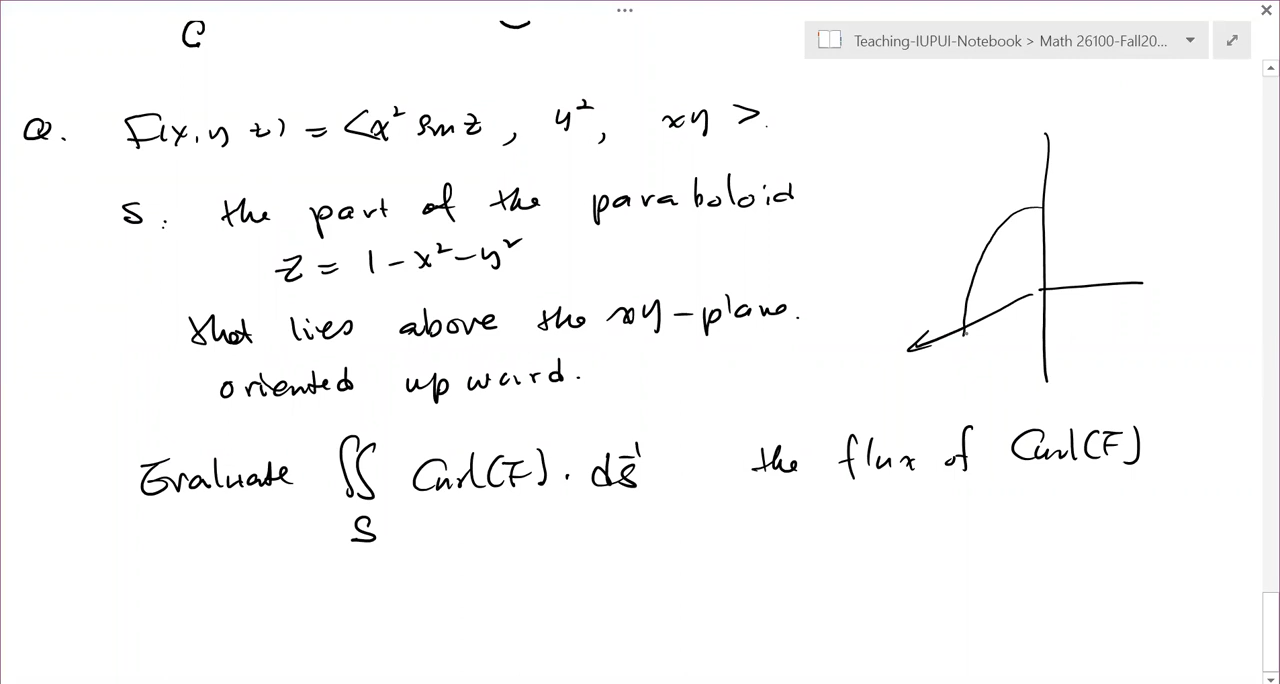 C
Teaching-IUPUI-Notebook > Math 26100-Fall20...
Q. F(x, y, z) = <x² sin z, y², xy>.
S: the part of the paraboloid
z = 1 - x² - y²
that lies above the xy-plane.
oriented upward.
Evaluate ∬ Curl(F) · ds⃗ the flux of Curl(F)
S